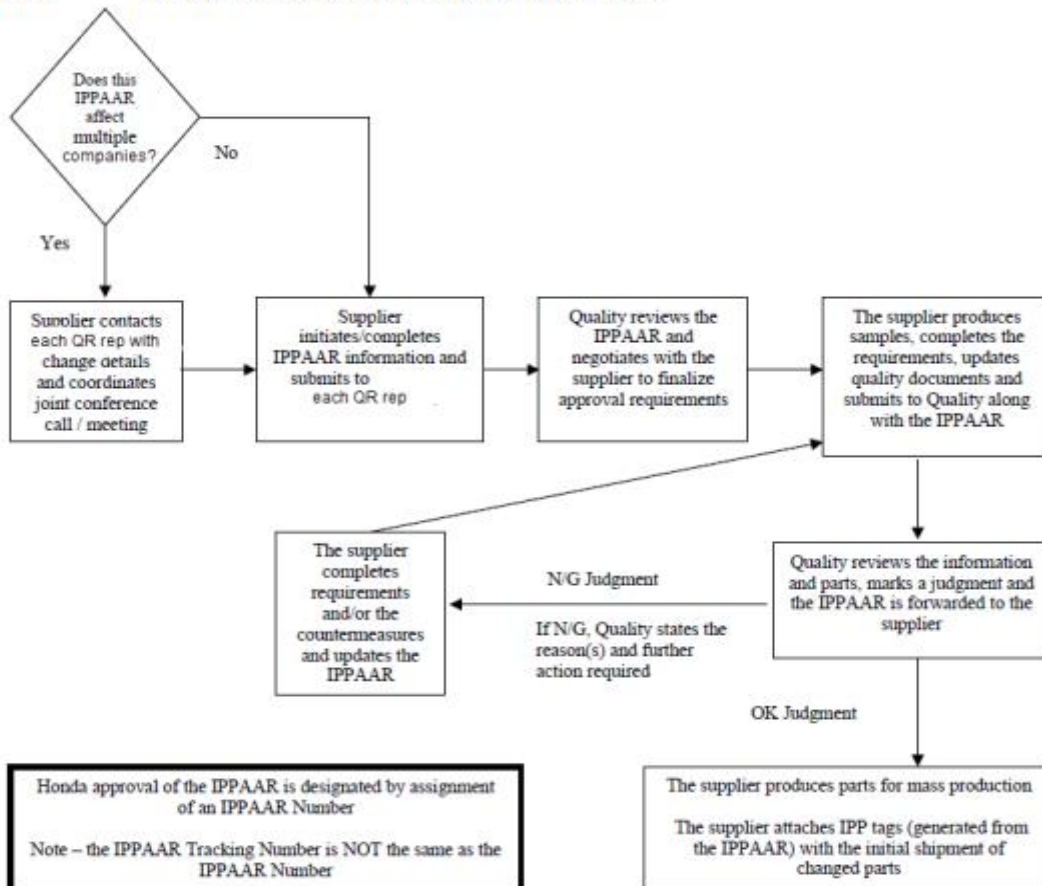 Does this
IPPAAR
affect
multiple
companies?
No
Yes
Supplier contacts
each QR rep with
change details
and coordinates
joint conference
call / meeting
Supplier
initiates/completes
IPPAAR information and
submits to
each QR rep
Quality reviews the
IPPAAR and
negotiates with the
supplier to finalize
approval requirements
The supplier produces
samples, completes the
requirements, updates
quality documents and
submits to Quality along
with the IPPAAR
The supplier
completes
requirements
and/or the
countermeasures
and updates the
IPPAAR
N/G Judgment
If N/G, Quality states the
reason(s) and further
action required
Quality reviews the information
and parts, marks a judgment and
the IPPAAR is forwarded to the
supplier
OK Judgment
Honda approval of the IPPAAR is designated by assignment
of an IPPAAR Number
Note – the IPPAAR Tracking Number is NOT the same as the
IPPAAR Number
The supplier produces parts for mass production
The supplier attaches IPP tags (generated from
the IPPAAR) with the initial shipment of
changed parts